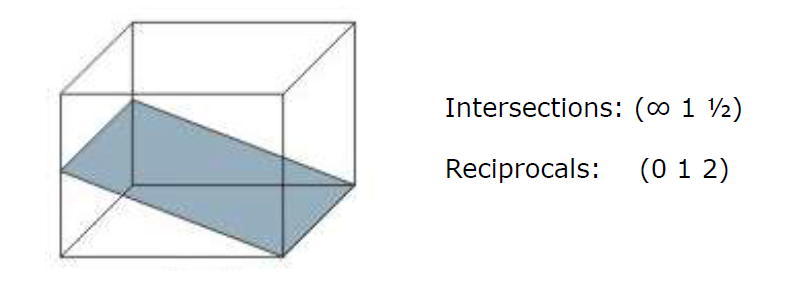 Intersections: (∞ 1 ½)
Reciprocals: (0 1 2)